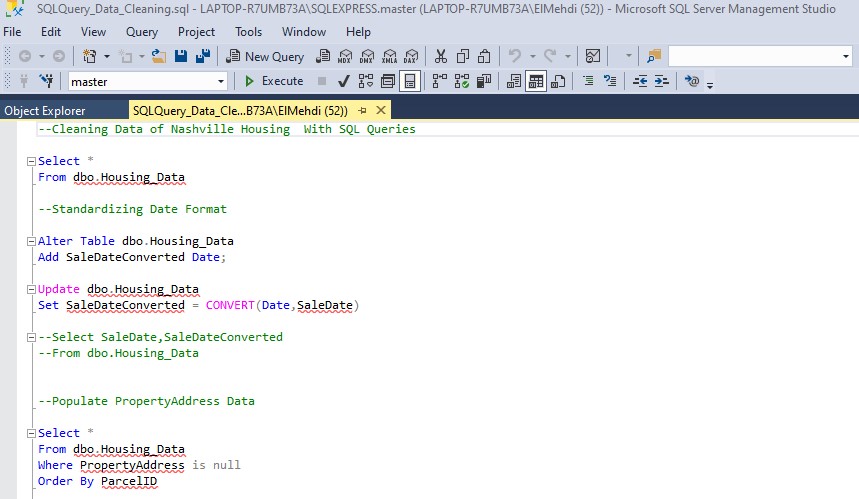 SQLQuery_Data_Cleaning.sql - LAPTOP-R7UMB73A\SQLEXPRESS.master (LAPTOP-R7UMB73A\ElMehdi (52)) - Microsoft SQL Server Management Studio
File Edit View Query Project Tools Window Help
New Query MDX DMX XMLA DAX
master Execute
Object Explorer SQLQuery_Data_Cle...B73A\ElMehdi (52))
--Cleaning Data of Nashville Housing  With SQL Queries
Select *
From dbo.Housing_Data
--Standardizing Date Format
Alter Table dbo.Housing_Data
Add SaleDateConverted Date;
Update dbo.Housing_Data
Set SaleDateConverted = CONVERT(Date,SaleDate)
--Select SaleDate,SaleDateConverted
--From dbo.Housing_Data
--Populate PropertyAddress Data
Select *
From dbo.Housing_Data
Where PropertyAddress is null
Order By ParcelID